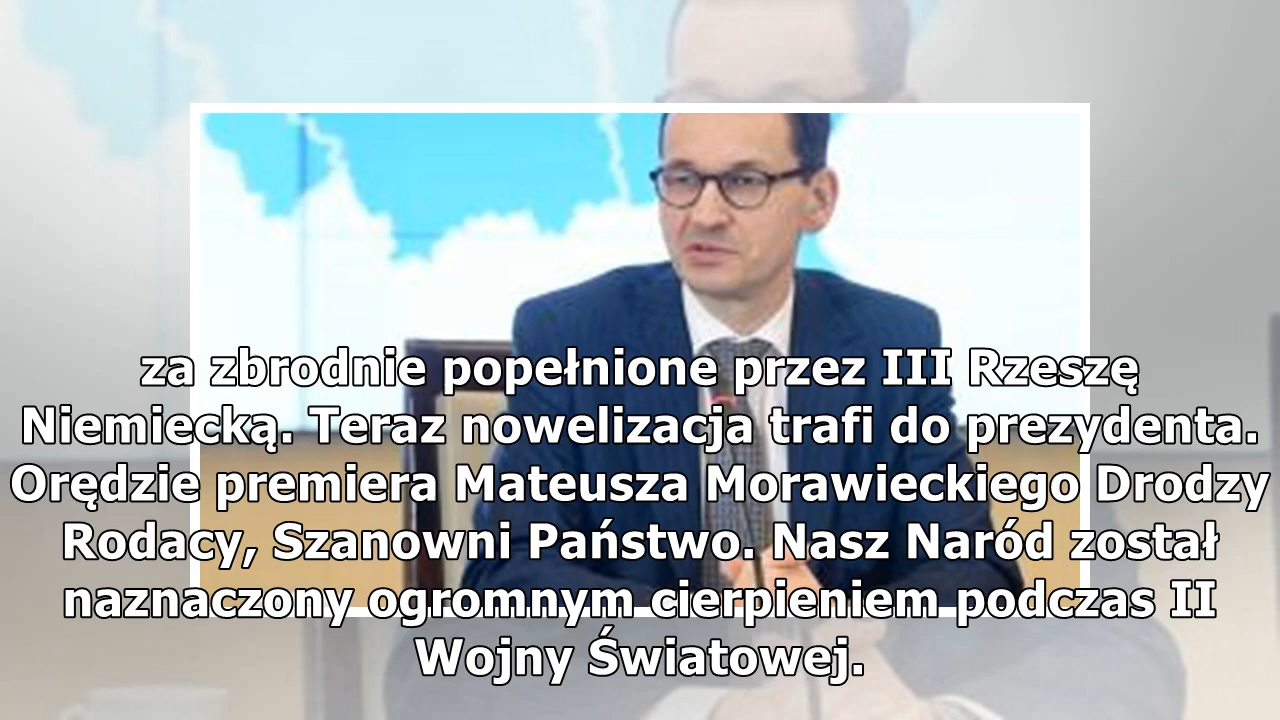 za zbrodnie popełnione przez III Rzeszę
Niemiecką. Teraz nowelizacja trafi do prezydenta.
Orędzie premiera Mateusza Morawieckiego Drodzy
Rodacy, Szanowni Państwo. Nasz Naród został
naznaczony ogromnym cierpieniem podczas II
Wojny Światowej.